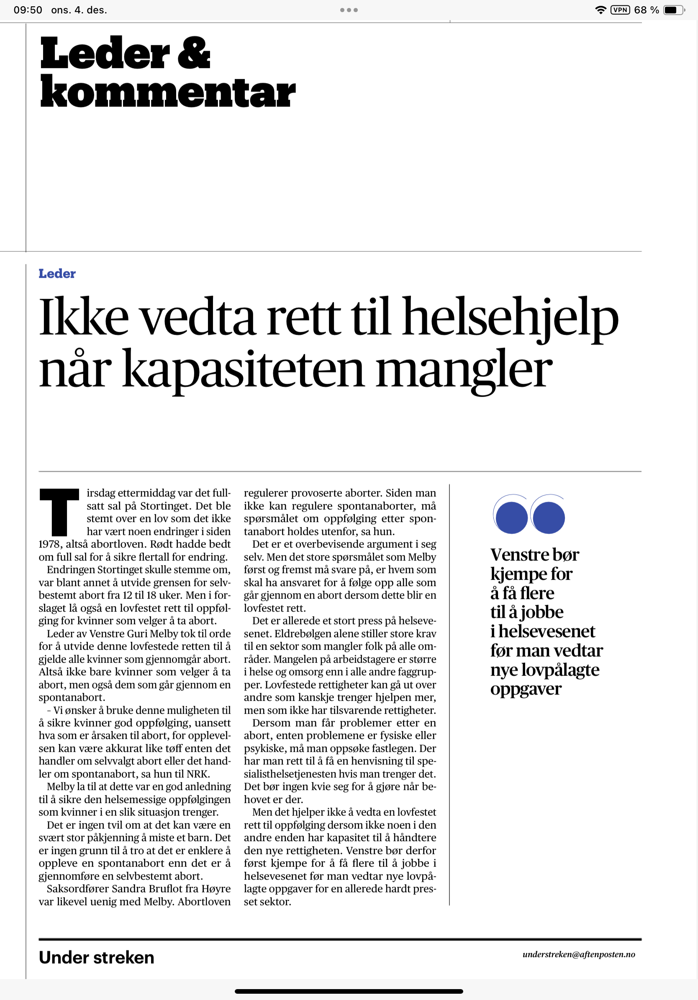 09:50 ons. 4. des.
VPN 68 %
Leder &
kommentar
Leder
Ikke vedta rett til helsehjelp
når kapasiteten mangler
Tirsdag ettermiddag var det full-
satt sal på Stortinget. Det ble
stemt over en lov som det ikke
har vært noen endringer i siden
1978, altså abortloven. Rødt hadde bedt
om full sal for å sikre flertall for endring.
Endringen Stortinget skulle stemme om,
var blant annet å utvide grensen for selv-
bestemt abort fra 12 til 18 uker. Men i for-
slaget lå også en lovfestet rett til oppføl-
ging for kvinner som velger å ta abort.
Leder av Venstre Guri Melby tok til orde
for å utvide denne lovfestede retten til å
gjelde alle kvinner som gjennomgår abort.
Altså ikke bare kvinner som velger å ta
abort, men også dem som går gjennom en
spontanabort.
– Vi ønsker å bruke denne muligheten til
å sikre kvinner god oppfølging, uansett
hva som er årsaken til abort, for opplevel-
sen kan være akkurat like tøff enten det
handler om selvvalgt abort eller det hand-
ler om spontanabort, sa hun til NRK.
Melby la til at dette var en god anledning
til å sikre den helsemessige oppfølgingen
som kvinner i en slik situasjon trenger.
Det er ingen tvil om at det kan være en
svært stor påkjenning å miste et barn. Det
er ingen grunn til å tro at det er enklere å
oppleve en spontanabort enn det er å
gjennomføre en selvbestemt abort.
Saksordfører Sandra Bruflot fra Høyre
var likevel uenig med Melby. Abortloven
regulerer provoserte aborter. Siden man
ikke kan regulere spontanaborter, må
spørsmålet om oppfølging etter spon-
tanabort holdes utenfor, sa hun.
Det er et overbevisende argument i seg
selv. Men det store spørsmålet som Melby
først og fremst må svare på, er hvem som
skal ha ansvaret for å følge opp alle som
går gjennom en abort dersom dette blir en
lovfestet rett.
Det er allerede et stort press på helseve-
senet. Eldrebølgen alene stiller store krav
til en sektor som mangler folk på alle om-
råder. Mangelen på arbeidstagere er større
i helse og omsorg enn i alle andre faggrup-
per. Lovfestede rettigheter kan gå ut over
andre som kanskje trenger hjelpen mer,
men som ikke har tilsvarende rettigheter.
Dersom man får problemer etter en
abort, enten problemene er fysiske eller
psykiske, må man oppsøke fastlegen. Der
har man rett til å få en henvisning til spe-
sialisthelsetjenesten hvis man trenger det.
Det bør ingen kvie seg for å gjøre når be-
hovet er der.
Men det hjelper ikke å vedta en lovfestet
rett til oppfølging dersom ikke noen i den
andre enden har kapasitet til å håndtere
den nye rettigheten. Venstre bør derfor
først kjempe for å få flere til å jobbe i
helsevesenet før man vedtar nye lovpå-
lagte oppgaver for en allerede hardt pres-
set sektor.
Venstre bør
kjempe for
å få flere
til å jobbe
i helsevesenet
før man vedtar
nye lovpålagte
oppgaver
Under streken
understreken@aftenposten.no